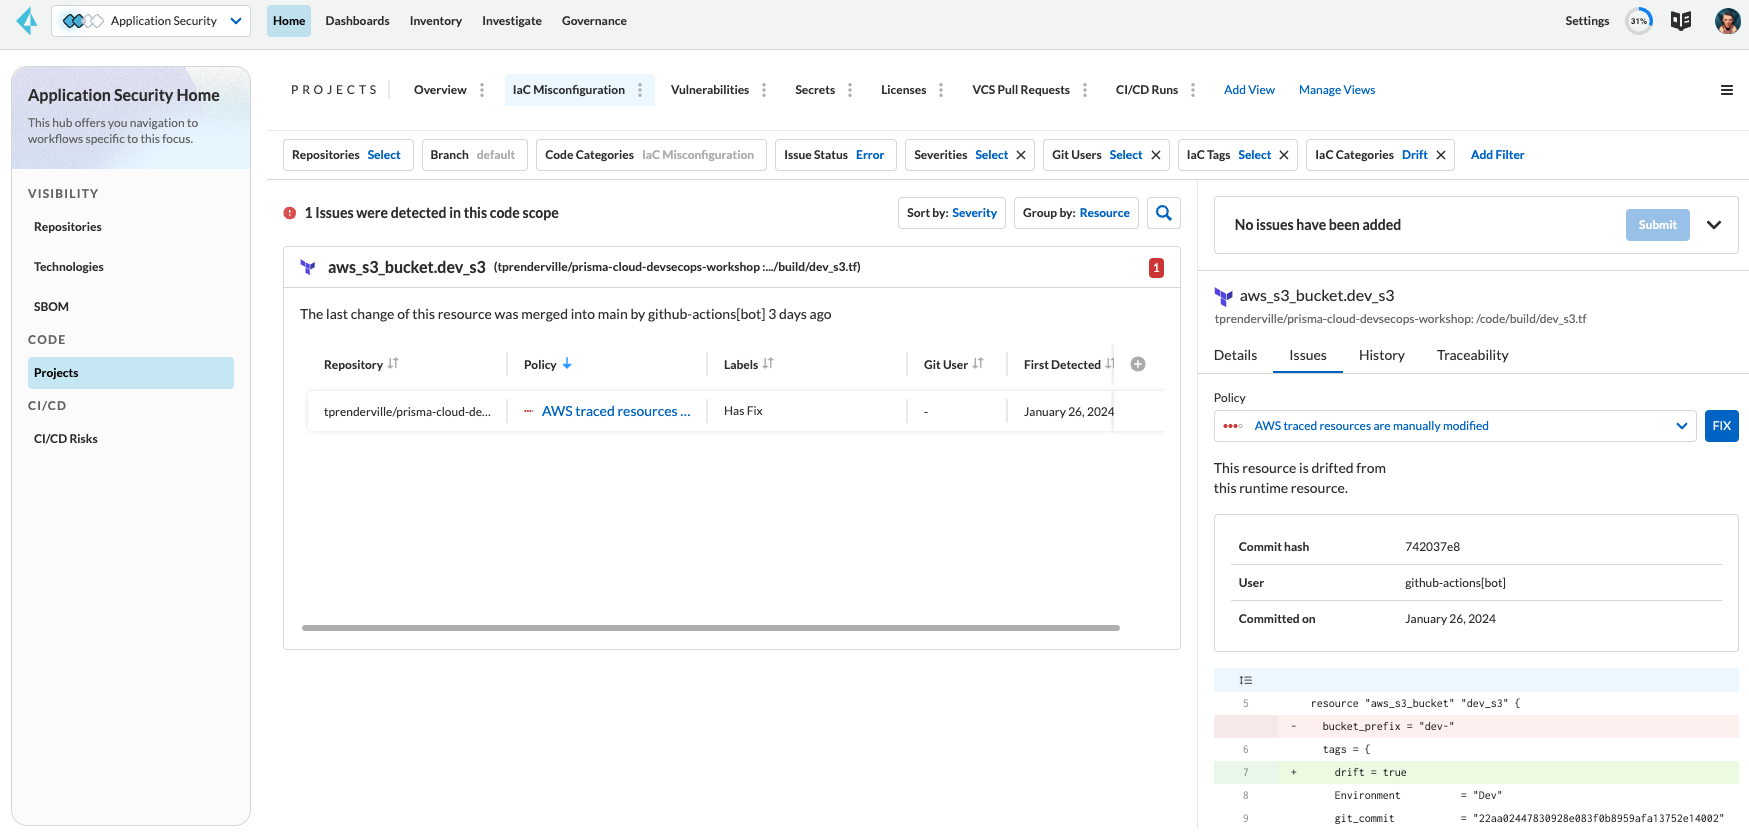 Application Security
Home
Dashboards
Inventory
Investigate
Governance
Settings
31%
Application Security Home
This hub offers you navigation to
workflows specific to this focus.
VISIBILITY
Repositories
Technologies
SBOM
CODE
Projects
CI/CD
CI/CD Risks
PROJECTS
Overview
IaC Misconfiguration
Vulnerabilities
Secrets
Licenses
VCS Pull Requests
CI/CD Runs
Add View
Manage Views
Repositories Select
Branch default
Code Categories IaC Misconfiguration
Issue Status Error
Severities Select
Git Users Select
IaC Tags Select
IaC Categories Drift
Add Filter
1 Issues were detected in this code scope
Sort by: Severity
Group by: Resource
aws_s3_bucket.dev_s3 (tprenderville/prisma-cloud-devsecops-workshop :.../build/dev_s3.tf)
1
The last change of this resource was merged into main by github-actions[bot] 3 days ago
Repository
Policy
Labels
Git User
First Detected
tprenderville/prisma-cloud-de...
AWS traced resources ...
Has Fix
-
January 26, 2024
No issues have been added
Submit
aws_s3_bucket.dev_s3
tprenderville/prisma-cloud-devsecops-workshop: /code/build/dev_s3.tf
Details
Issues
History
Traceability
Policy
AWS traced resources are manually modified
FIX
This resource is drifted from
this runtime resource.
Commit hash 742037e8
User github-actions[bot]
Committed on January 26, 2024
5 resource "aws_s3_bucket" "dev_s3" {
- bucket_prefix = "dev-"
6 tags = {
7 + drift = true
8 Environment = "Dev"
9 git_commit = "22aa02447830928e083f0b8959afa13752e14002"